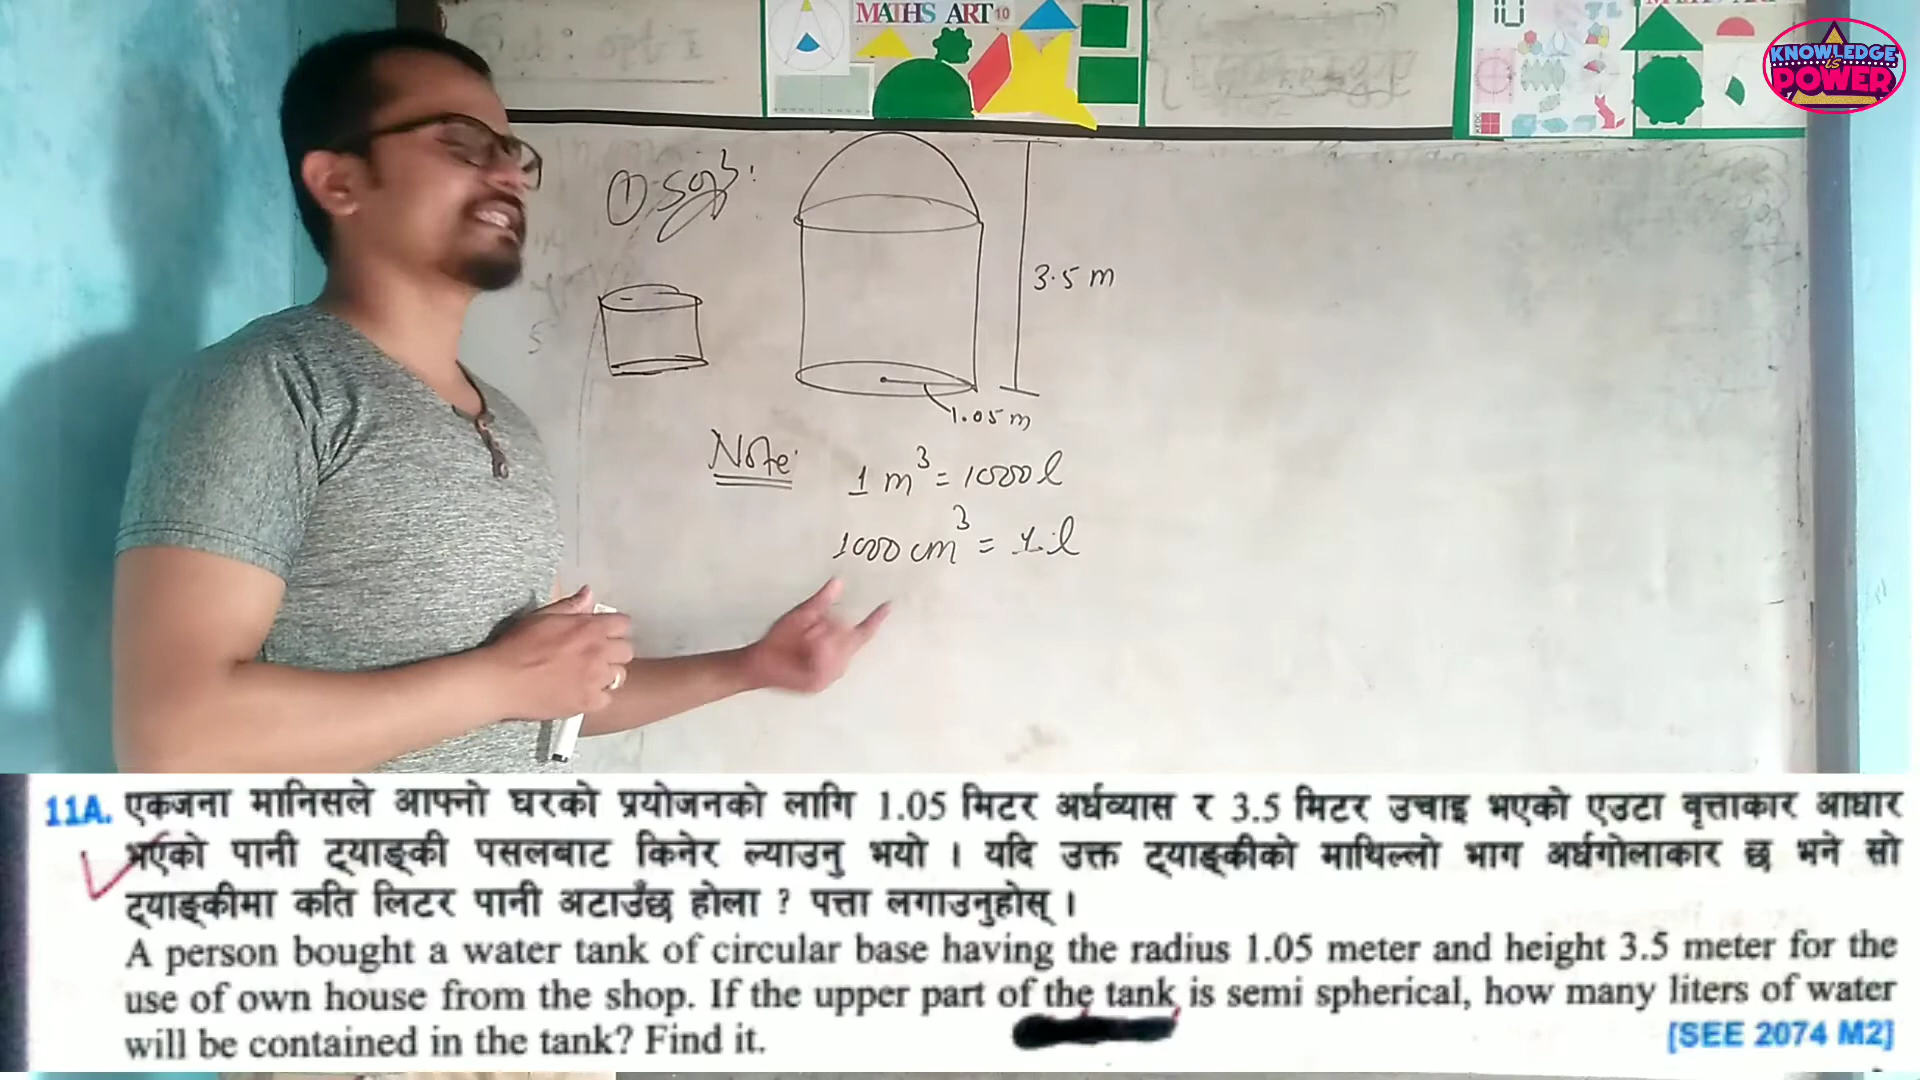 MATHS ART 10
KNOWLEDGE
is
POWER
① Soln:
3.5 m
1.05 m
Note:
1 m³ = 1000 l
1000 cm³ = 1 l
11A. एकजना मानिसले आफ्नो घरको प्रयोजनको लागि 1.05 मिटर अर्धव्यास र 3.5 मिटर उचाइ भएको एउटा वृत्ताकार आधार
भएको पानी ट्याङ्की पसलबाट किनेर ल्याउनु भयो । यदि उक्त ट्याङ्कीको माथिल्लो भाग अर्धगोलाकार छ भने सो
ट्याङ्कीमा कति लिटर पानी अटाउँछ होला ? पत्ता लगाउनुहोस् ।
A person bought a water tank of circular base having the radius 1.05 meter and height 3.5 meter for the
use of own house from the shop. If the upper part of the tank is semi spherical, how many liters of water
will be contained in the tank? Find it.
[SEE 2074 M2]